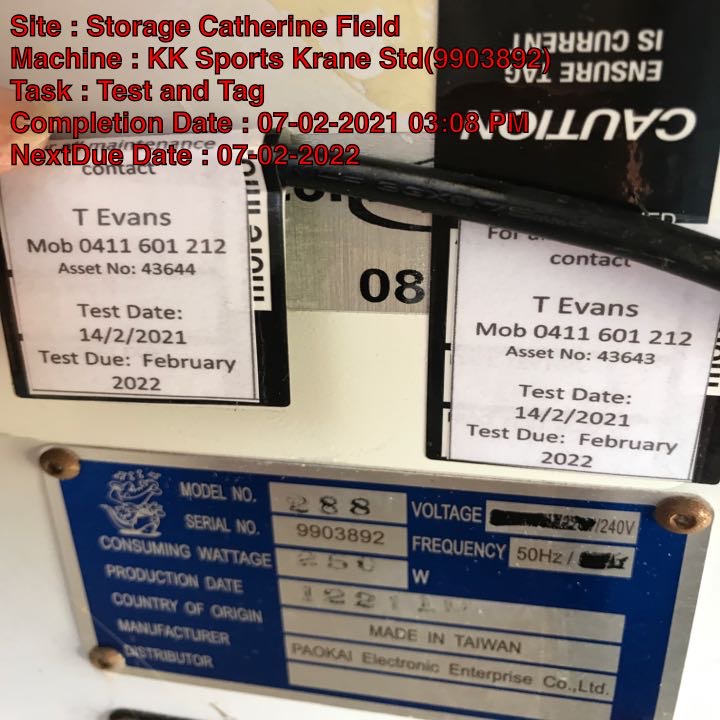 Site : Storage Catherine Field
Machine : KK Sports Krane Std(9903892)
Task : Test and Tag
Completion Date : 07-02-2021 03:08 PM
NextDue Date : 07-02-2022
CAUTION
ENSURE TAG
IS CURRENT
maintenance
contact
T Evans
Mob 0411 601 212
Asset No: 43644
Test Date:
14/2/2021
Test Due: February
2022
more
08
For
contact
T Evans
Mob 0411 601 212
Asset No: 43643
Test Date:
14/2/2021
Test Due: February
2022
MODEL NO. 288
SERIAL NO. 9903892
CONSUMING WATTAGE 250 W
PRODUCTION DATE
COUNTRY OF ORIGIN MADE IN TAIWAN
MANUFACTURER PAOKAI Electronic Enterprise Co.,Ltd.
DISTRIBUTOR
VOLTAGE /240V
FREQUENCY 50Hz /